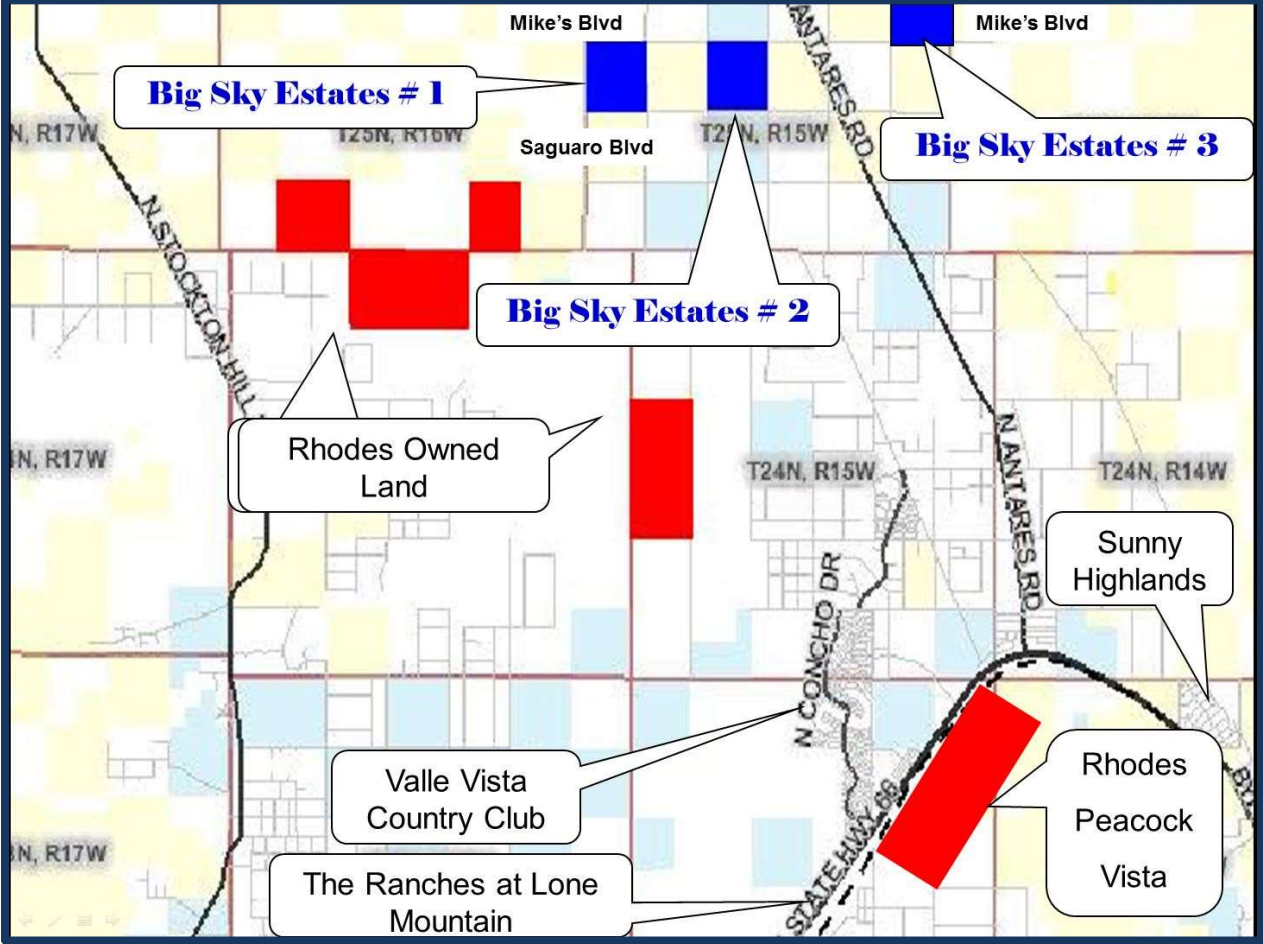 Mike's Blvd
Mike's Blvd
N ANTARES RD
Big Sky Estates # 1
N, R17W
T25N, R16W
Saguaro Blvd
T25N, R15W
Big Sky Estates # 3
N STOCKTON HILL
Big Sky Estates # 2
Rhodes Owned
Land
N, R17W
T24N, R15W
N ANTARES RD
T24N, R14W
Sunny
Highlands
N CONCHO DR
Valle Vista
Country Club
Rhodes
Peacock
Vista
STATE HWY 66
N, R17W
The Ranches at Lone
Mountain